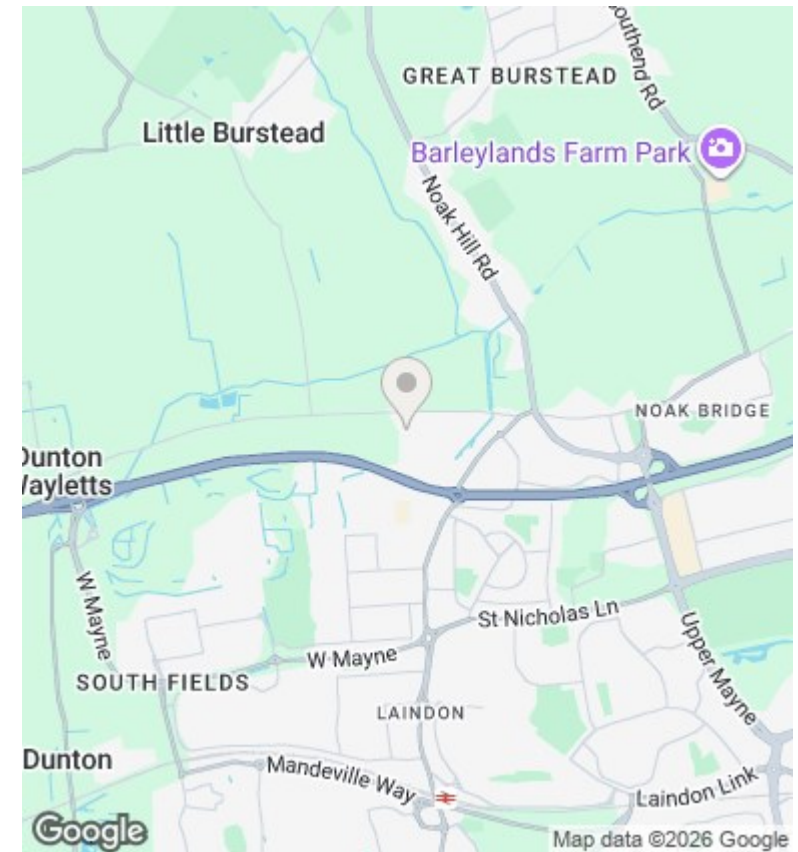 Southend Rd
GREAT BURSTEAD
Little Burstead
Barleylands Farm Park
Noak Hill Rd
NOAK BRIDGE
Dunton
Wayletts
W Mayne
St Nicholas Ln
W Mayne
Upper Mayne
SOUTH FIELDS
LAINDON
Dunton
Mandeville Way
Laindon Link
Google
Map data ©2026 Google